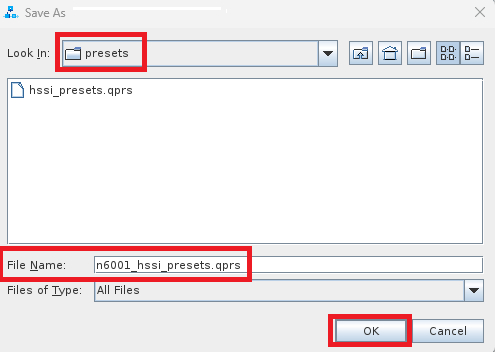 Save As
Look In: presets
hssi_presets.qprs
File Name: n6001_hssi_presets.qprs
Files of Type: All Files
OK Cancel